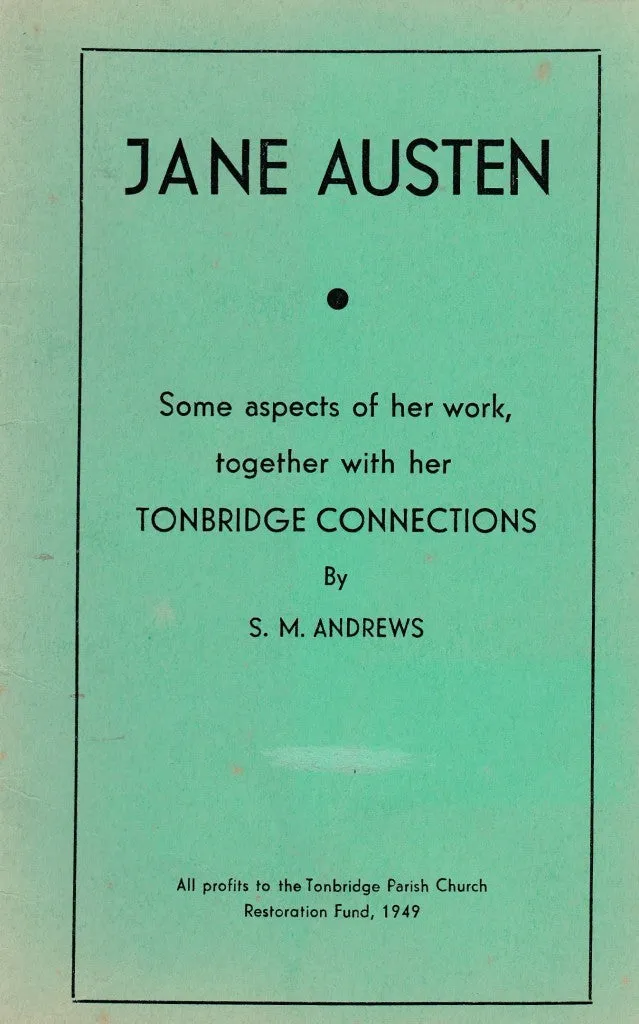 JANE AUSTEN
Some aspects of her work,
together with her
TONBRIDGE CONNECTIONS
By
S. M. ANDREWS
All profits to the Tonbridge Parish Church
Restoration Fund, 1949